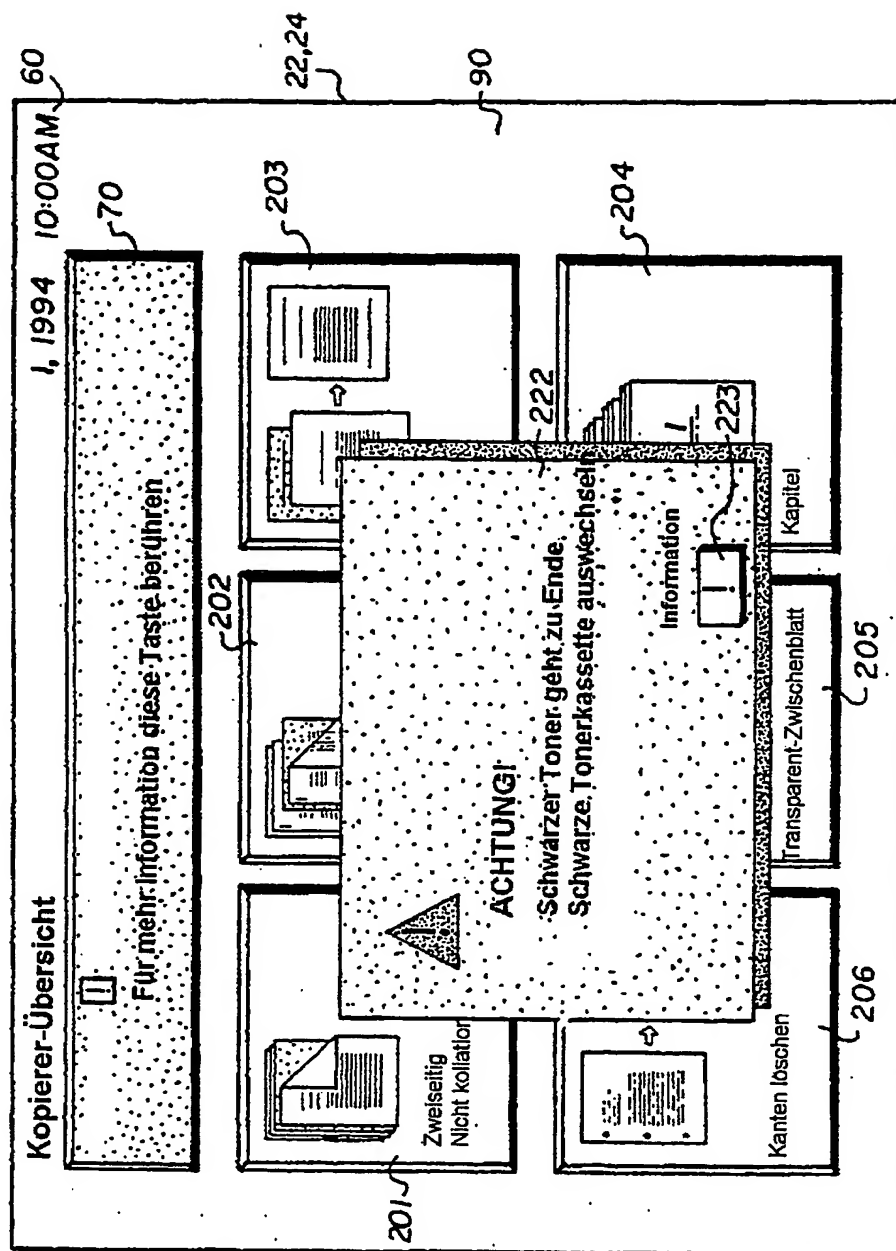 Kopierer-Übersicht
1, 1994 10:00AM
60
Für mehr Information diese Taste berühren
70
22,24
90
202
203
Zweiseitig
Nicht kollation
201
ACHTUNG!
Schwarzer Toner geht zu Ende.
Schwarze Tonerkassette auswechseln
Information
!
222
223
204
Kanten löschen
206
Transparent-Zwischenblatt
205
Kapitel